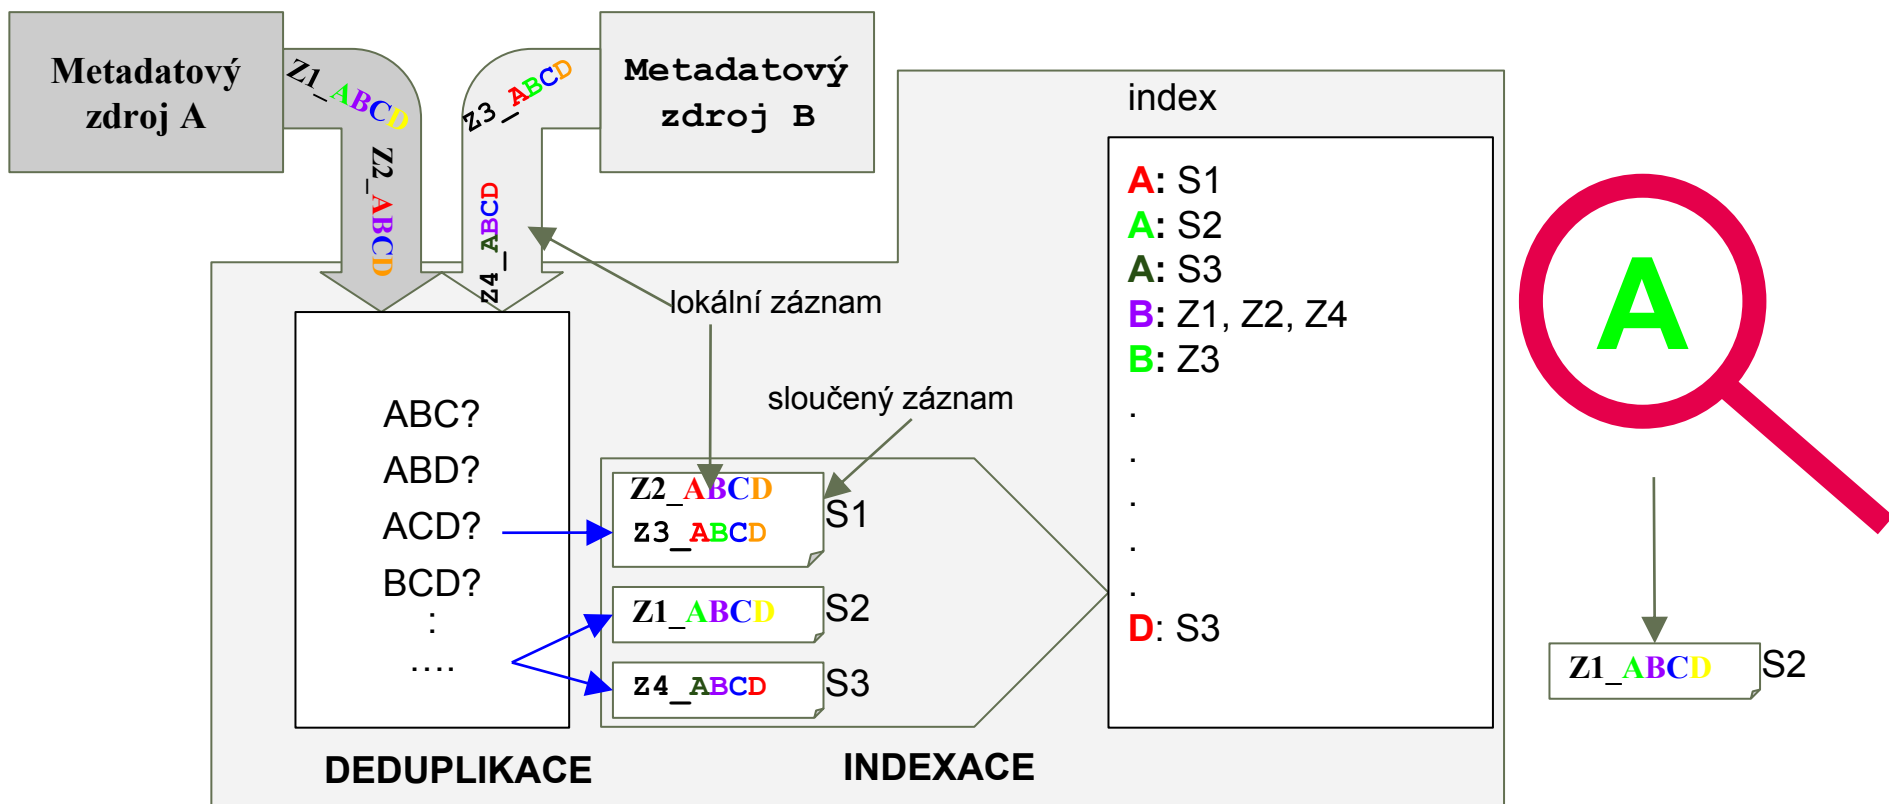 Metadatový
zdroj A
Z1_ABCD
Z2_ABCD
Z3_ABCD
Z4_ABCD
Metadatový
zdroj B
index
A: S1
A: S2
A: S3
B: Z1, Z2, Z4
B: Z3
.
.
.
.
.
D: S3
A
lokální záznam
sloučený záznam
ABC?
ABD?
ACD?
BCD?
:
....
Z2_ABCD
Z3_ABCD
S1
Z1_ABCD
S2
Z4_ABCD
S3
Z1_ABCD
S2
DEDUPLIKACE
INDEXACE